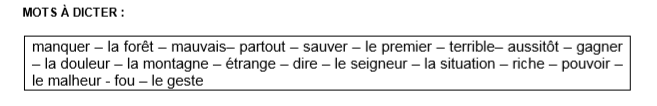 MOTS À DICTER :
manquer – la forêt – mauvais– partout – sauver – le premier – terrible– aussitôt – gagner
– la douleur – la montagne – étrange – dire – le seigneur – la situation – riche – pouvoir –
le malheur - fou – le geste